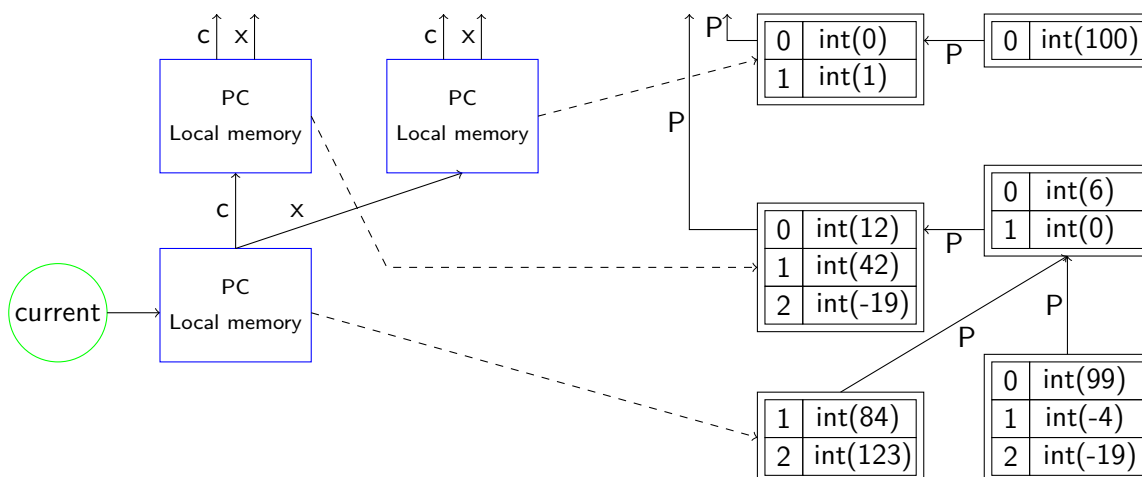 c x
c x
P
0 int(0)
1 int(1)
P
0 int(100)
PC
Local memory
PC
Local memory
P
c
x
0 int(12)
1 int(42)
2 int(-19)
P
0 int(6)
1 int(0)
current
PC
Local memory
P
P
1 int(84)
2 int(123)
0 int(99)
1 int(-4)
2 int(-19)